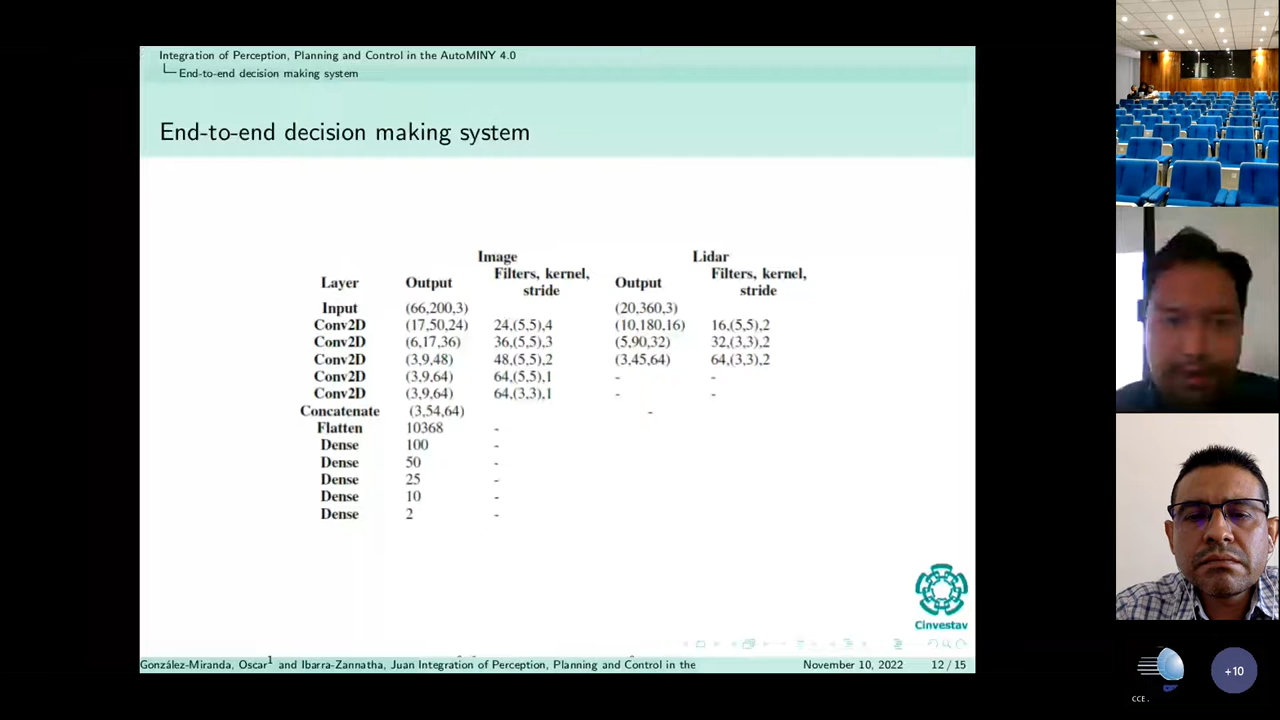 Integration of Perception, Planning and Control in the AutoMINY 4.0
End-to-end decision making system
End-to-end decision making system
Image Lidar
Layer Output Filters, kernel, stride Output Filters, kernel, stride
Input (66,200,3) (20,360,3)
Conv2D (17,50,24) 24,(5,5),4 (10,180,16) 16,(5,5),2
Conv2D (6,17,36) 36,(5,5),3 (5,90,32) 32,(3,3),2
Conv2D (3,9,48) 48,(5,5),2 (3,45,64) 64,(3,3),2
Conv2D (3,9,64) 64,(5,5),1 - -
Conv2D (3,9,64) 64,(3,3),1 - -
Concatenate (3,54,64) -
Flatten 10368 -
Dense 100 -
Dense 50 -
Dense 25 -
Dense 10 -
Dense 2 -
Cinvestav
González-Miranda, Oscar1 and Ibarra-Zannatha, Juan Integration of Perception, Planning and Control in the November 10, 2022 12 / 15
CCE.
+10